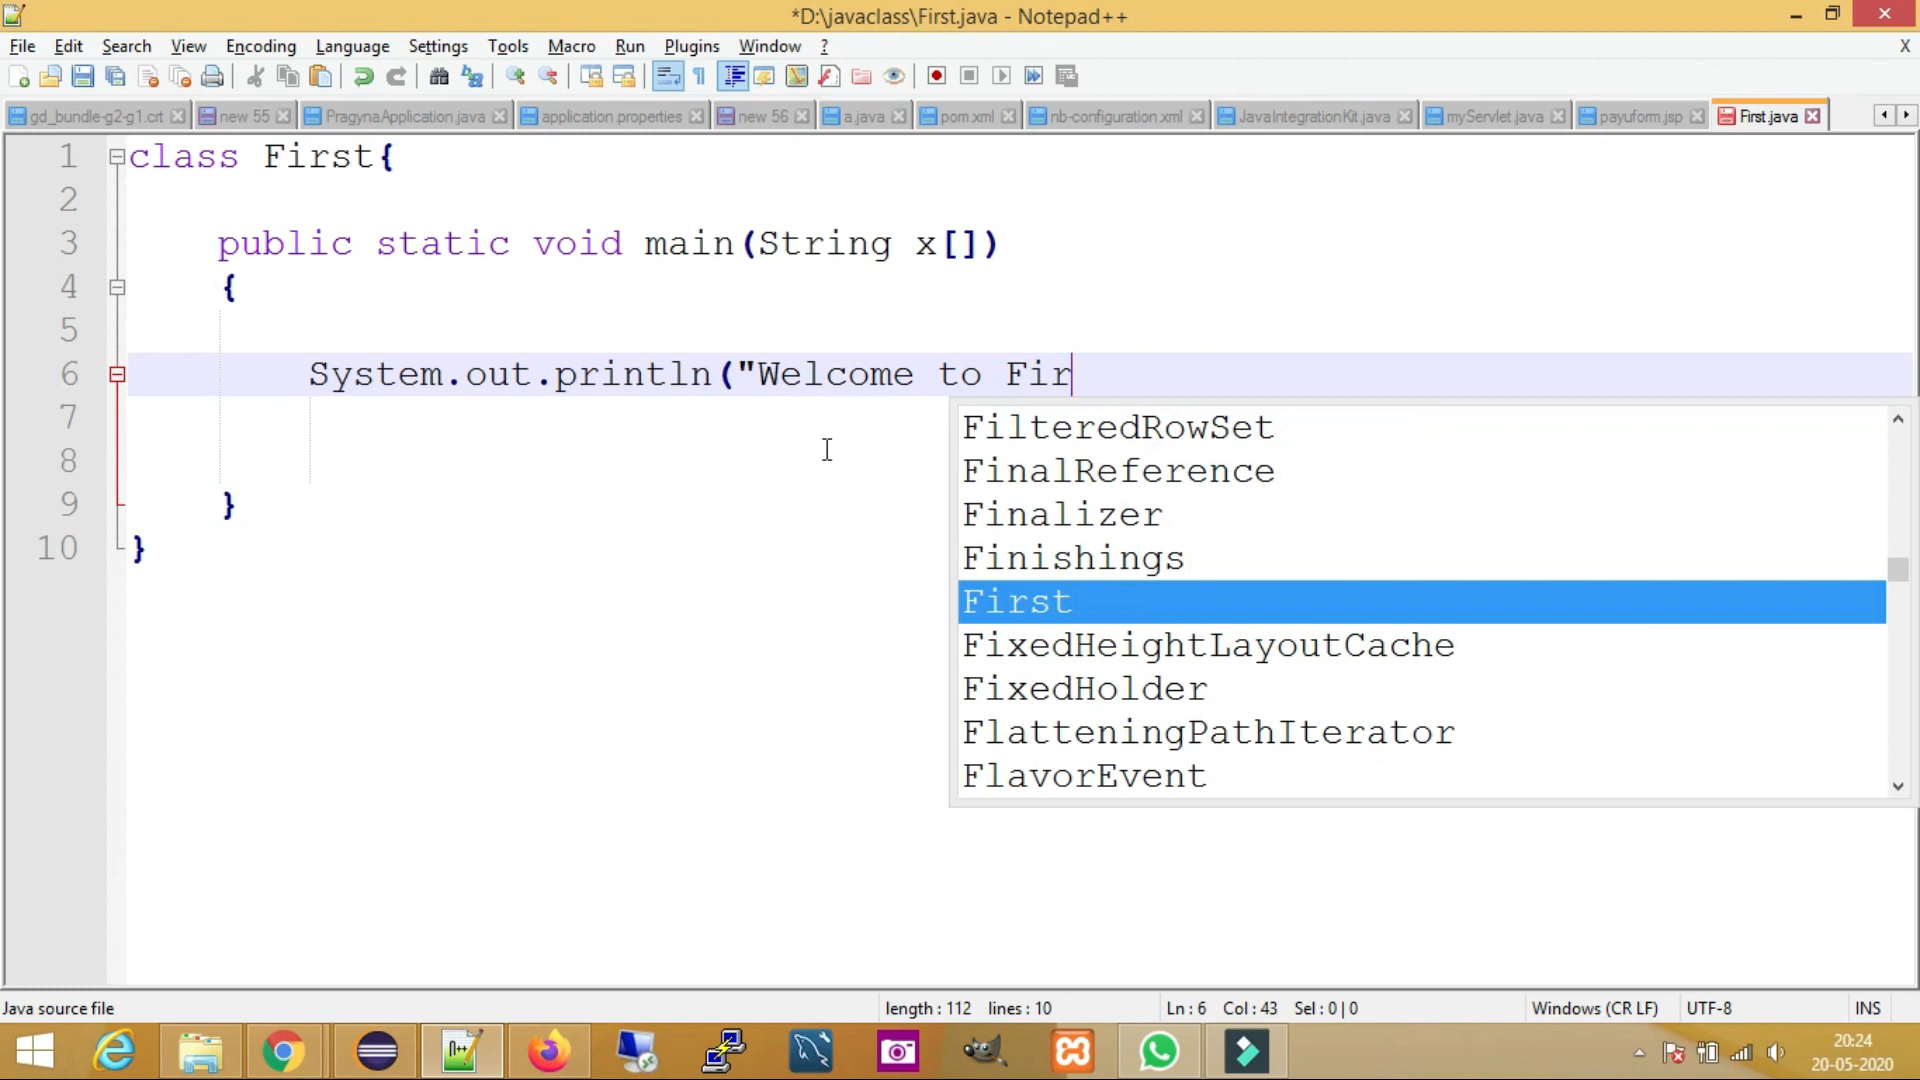 *D:\javaclass\First.java - Notepad++
File Edit Search View Encoding Language Settings Tools Macro Run Plugins Window ? X
gd_bundle-g2-g1.crt new 55 PragynaApplication.java application.properties new 56 a.java pom.xml nb-configuration.xml JavaIntegrationKit.java myServlet.java payuform.jsp First.java
1 class First{
2
3 public static void main(String x[])
4 {
5
6 System.out.println("Welcome to Fir
7
8
9 }
10 }
FilteredRowSet
FinalReference
Finalizer
Finishings
First
FixedHeightLayoutCache
FixedHolder
FlatteningPathIterator
FlavorEvent
Java source file length : 112 lines : 10 Ln : 6 Col : 43 Sel : 0 | 0 Windows (CR LF) UTF-8 INS
20:24
20-05-2020